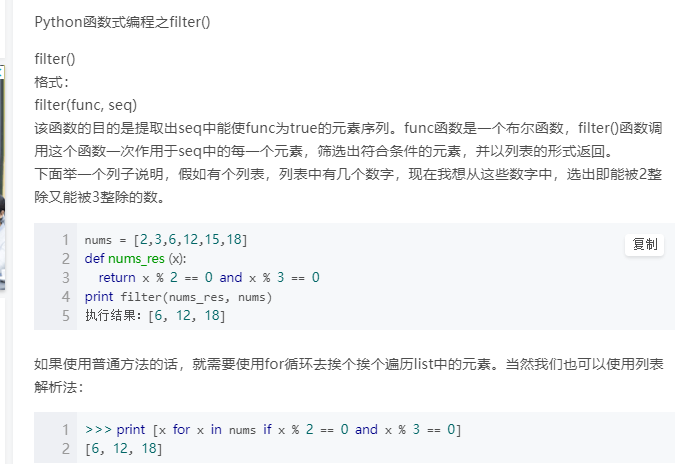 Python函数式编程之filter()
filter()
格式：
filter(func, seq)
该函数的目的是提取出seq中能使func为true的元素序列。func函数是一个布尔函数，filter()函数调
用这个函数一次作用于seq中的每一个元素，筛选出符合条件的元素，并以列表的形式返回。
下面举一个列子说明，假如有个列表，列表中有几个数字，现在我想从这些数字中，选出即能被2整
除又能被3整除的数。
复制
1 nums = [2,3,6,12,15,18]
2 def nums_res (x):
3 return x % 2 == 0 and x % 3 == 0
4 print filter(nums_res, nums)
5 执行结果：[6, 12, 18]
如果使用普通方法的话，就需要使用for循环去挨个挨个遍历list中的元素。当然我们也可以使用列表
解析法：
1 >>> print [x for x in nums if x % 2 == 0 and x % 3 == 0]
2 [6, 12, 18]